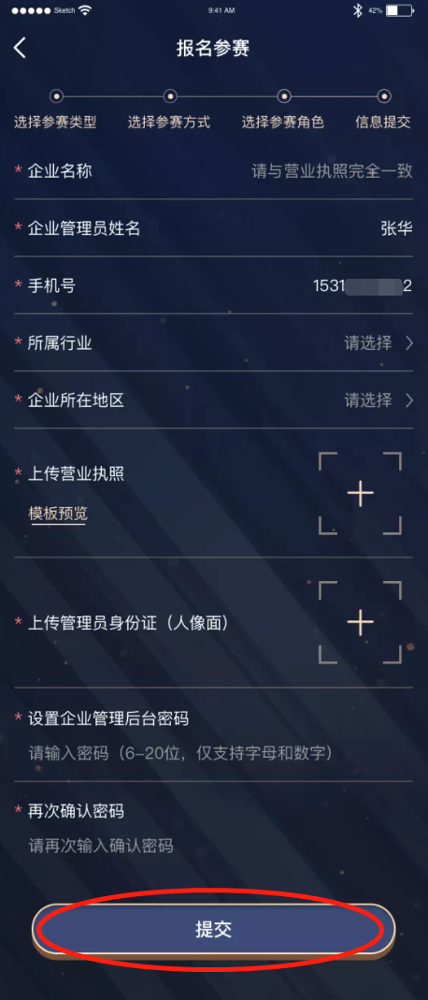 Sketch 9:41 AM 42%
报名参赛
选择参赛类型 选择参赛方式 选择参赛角色 信息提交
* 企业名称 请与营业执照完全一致
* 企业管理员姓名 张华
* 手机号 1531 2
* 所属行业 请选择 >
* 企业所在地区 请选择 >
* 上传营业执照
模板预览
* 上传管理员身份证（人像面）
* 设置企业管理后台密码
请输入密码（6-20位，仅支持字母和数字）
* 再次确认密码
请再次输入确认密码
提交